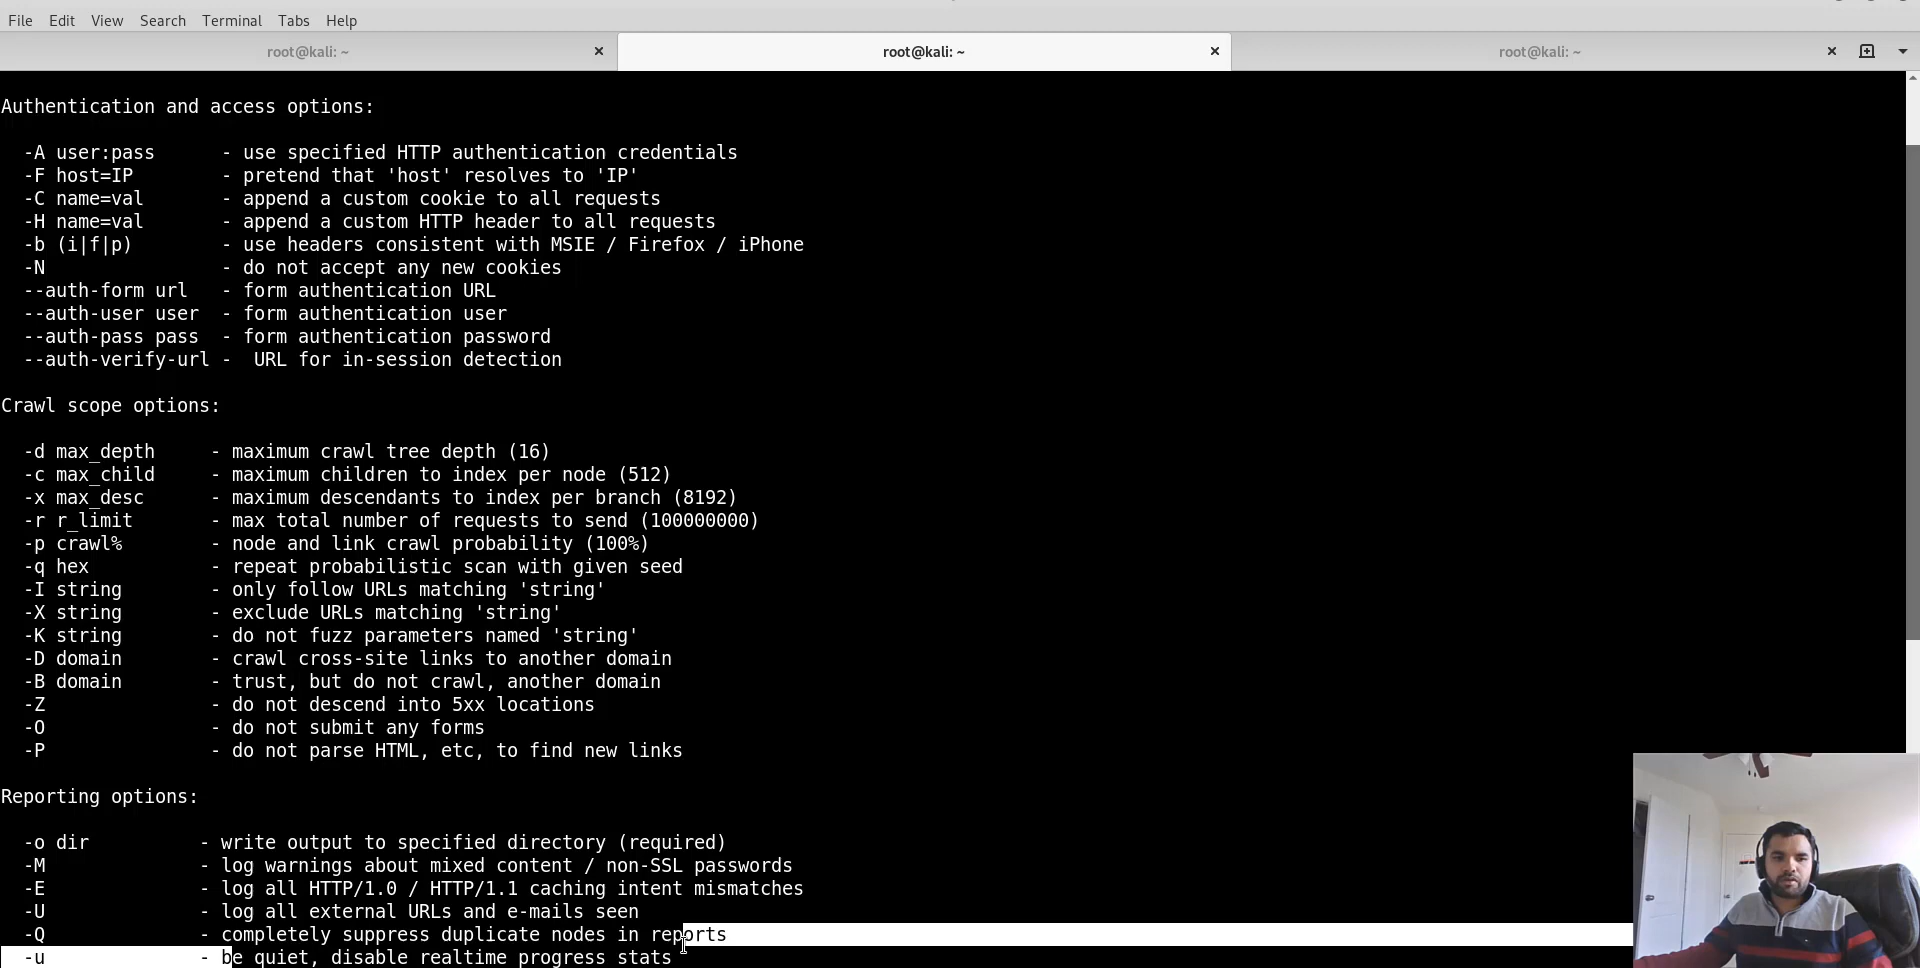 File Edit View Search Terminal Tabs Help
root@kali: ~ × root@kali: ~ × root@kali: ~ ×
Authentication and access options:
-A user:pass - use specified HTTP authentication credentials
-F host=IP - pretend that 'host' resolves to 'IP'
-C name=val - append a custom cookie to all requests
-H name=val - append a custom HTTP header to all requests
-b (i|f|p) - use headers consistent with MSIE / Firefox / iPhone
-N - do not accept any new cookies
--auth-form url - form authentication URL
--auth-user user - form authentication user
--auth-pass pass - form authentication password
--auth-verify-url - URL for in-session detection
Crawl scope options:
-d max_depth - maximum crawl tree depth (16)
-c max_child - maximum children to index per node (512)
-x max_desc - maximum descendants to index per branch (8192)
-r r_limit - max total number of requests to send (100000000)
-p crawl% - node and link crawl probability (100%)
-q hex - repeat probabilistic scan with given seed
-I string - only follow URLs matching 'string'
-X string - exclude URLs matching 'string'
-K string - do not fuzz parameters named 'string'
-D domain - crawl cross-site links to another domain
-B domain - trust, but do not crawl, another domain
-Z - do not descend into 5xx locations
-O - do not submit any forms
-P - do not parse HTML, etc, to find new links
Reporting options:
-o dir - write output to specified directory (required)
-M - log warnings about mixed content / non-SSL passwords
-E - log all HTTP/1.0 / HTTP/1.1 caching intent mismatches
-U - log all external URLs and e-mails seen
-Q - completely suppress duplicate nodes in reports
-u - be quiet, disable realtime progress stats